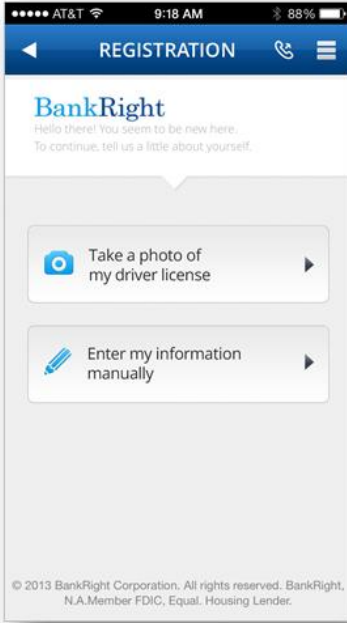 AT&T 9:18 AM 88%
REGISTRATION
BankRight
Hello there! You seem to be new here.
To continue, tell us a little about yourself.
Take a photo of
my driver license
Enter my information
manually
© 2013 BankRight Corporation. All rights reserved. BankRight,
N.A.Member FDIC, Equal. Housing Lender.